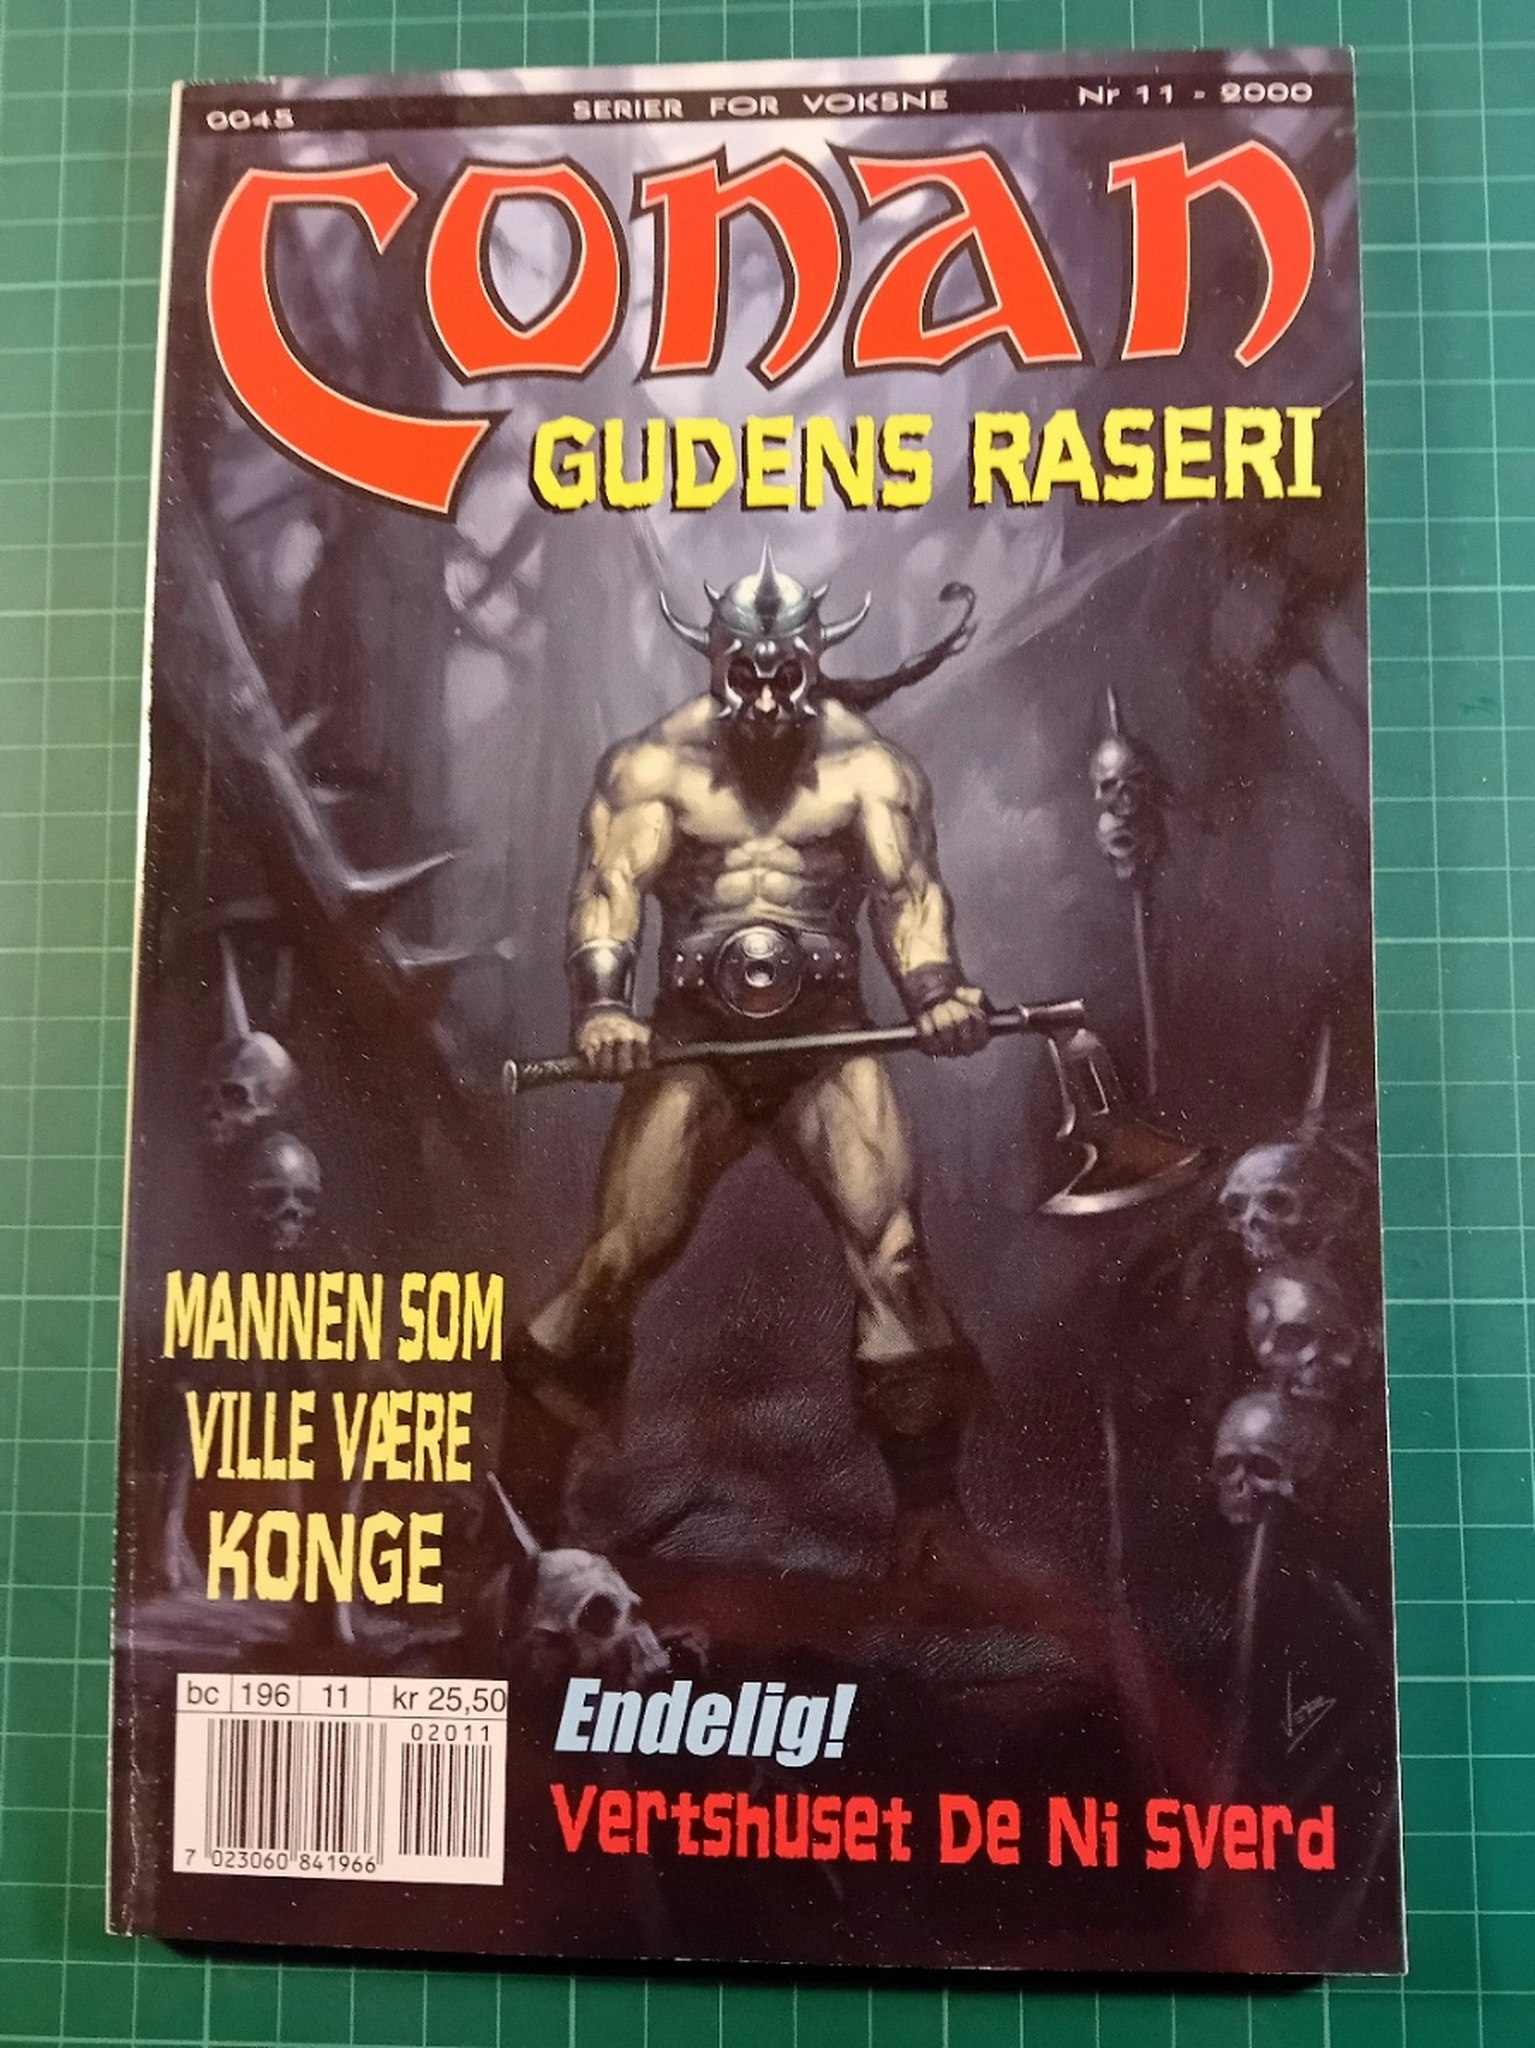 0045 SERIER FOR VOKSNE Nr 11 - 2000
Conan
GUDENS RASERI
MANNEN SOM
VILLE VÆRE
KONGE
bc 196 11 kr 25,50
02011
7 023060 841966
Endelig!
Vertshuset De Ni Sverd